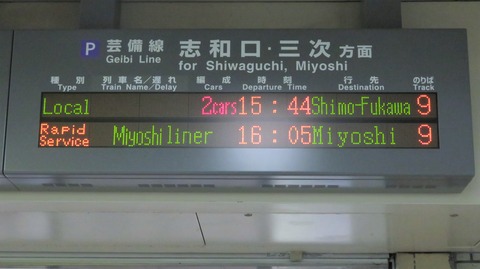 P 芸備線 志和口・三次 方面
Geibi Line for Shiwaguchi, Miyoshi
種別 列車名/遅れ 編成 時刻 行先 のりば
Type Train Name/Delay Cars Departure Time Destination Track
Local 2cars 15:44 Shimo-Fukawa 9
Rapid Service Miyoshi liner 16:05 Miyoshi 9